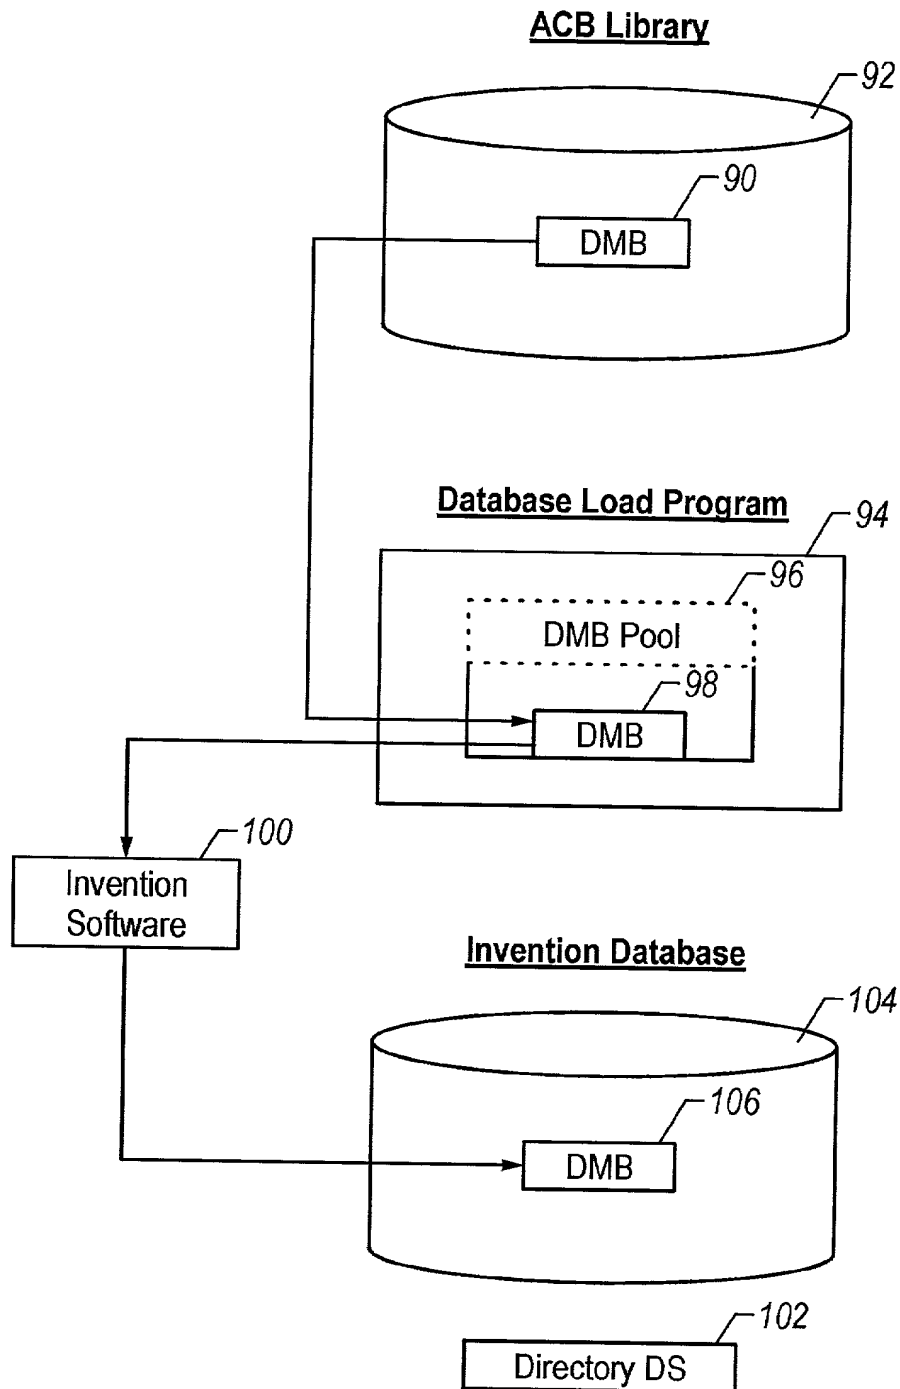 ACB Library
92
90
DMB
Database Load Program
94
96
DMB Pool
98
DMB
100
Invention
Software
Invention Database
104
106
DMB
102
Directory DS